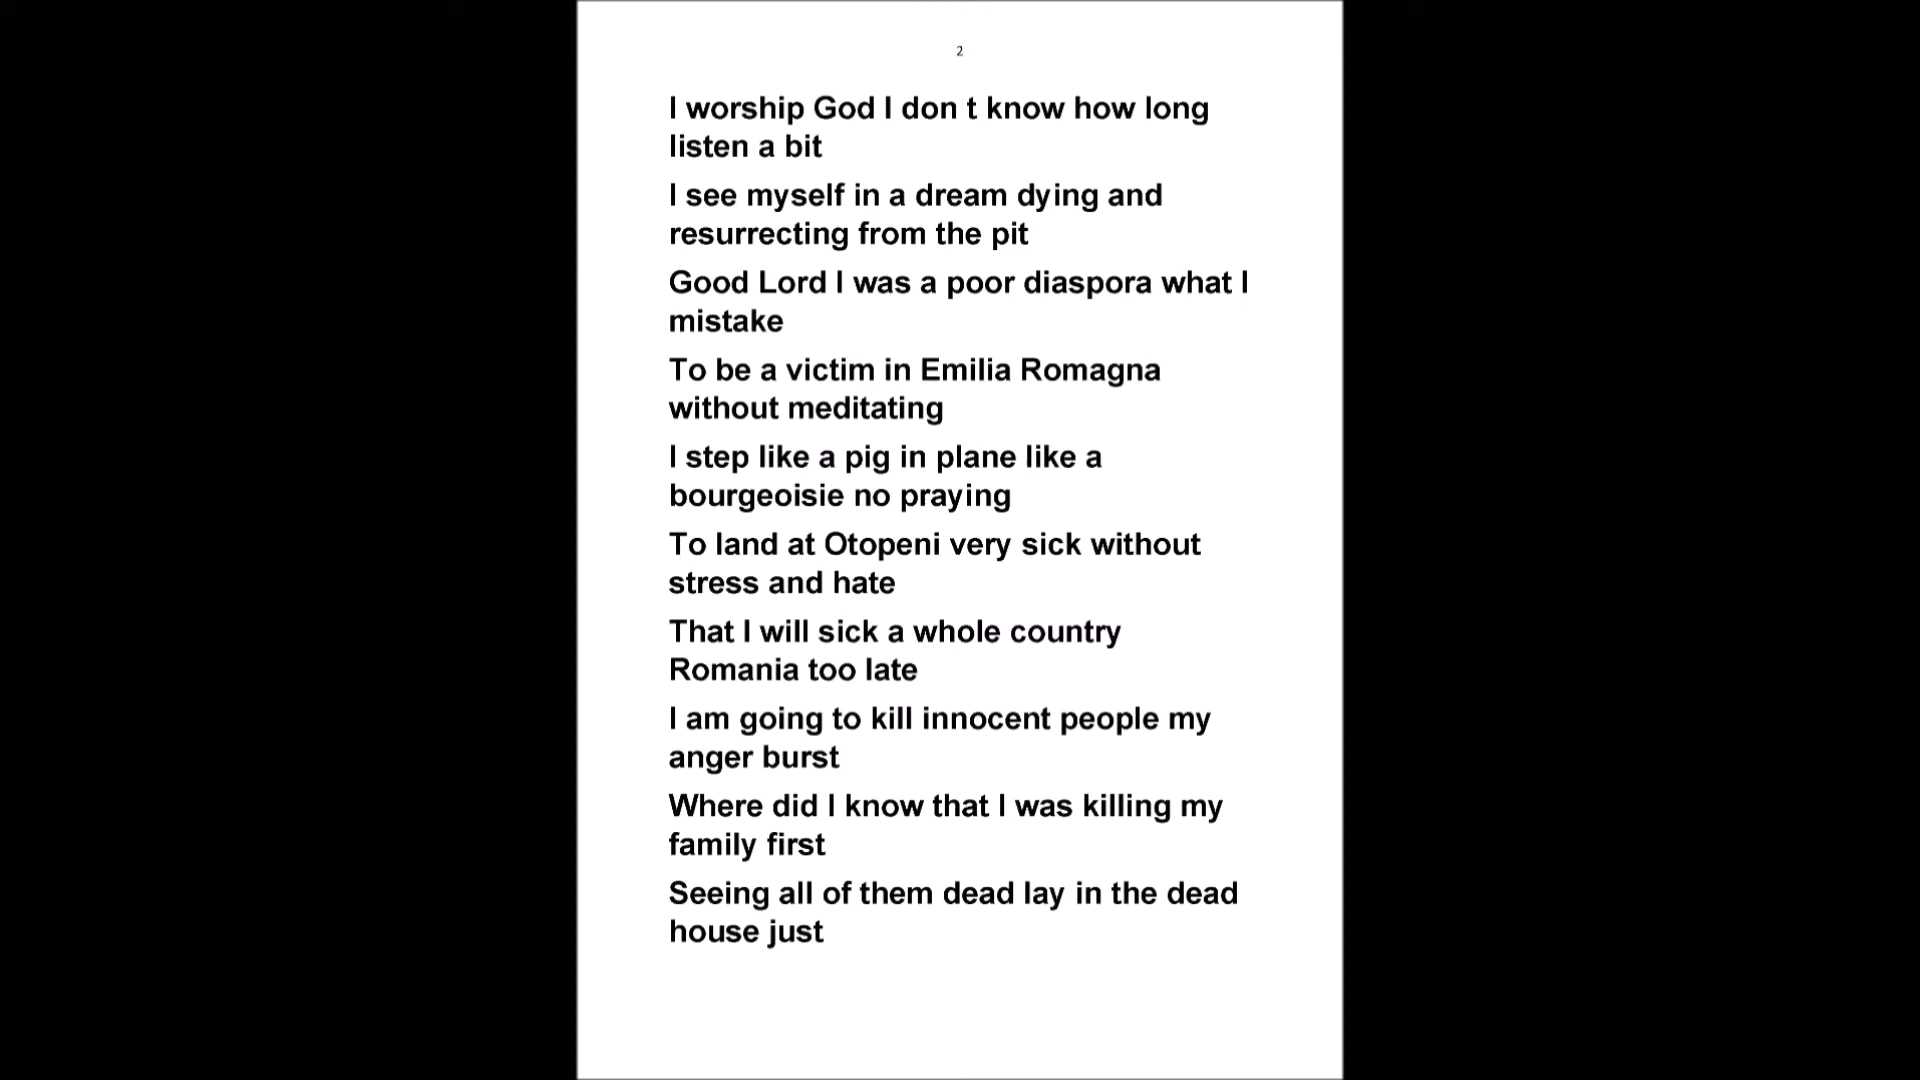 2
I worship God I don t know how long
listen a bit
I see myself in a dream dying and
resurrecting from the pit
Good Lord I was a poor diaspora what I
mistake
To be a victim in Emilia Romagna
without meditating
I step like a pig in plane like a
bourgeoisie no praying
To land at Otopeni very sick without
stress and hate
That I will sick a whole country
Romania too late
I am going to kill innocent people my
anger burst
Where did I know that I was killing my
family first
Seeing all of them dead lay in the dead
house just